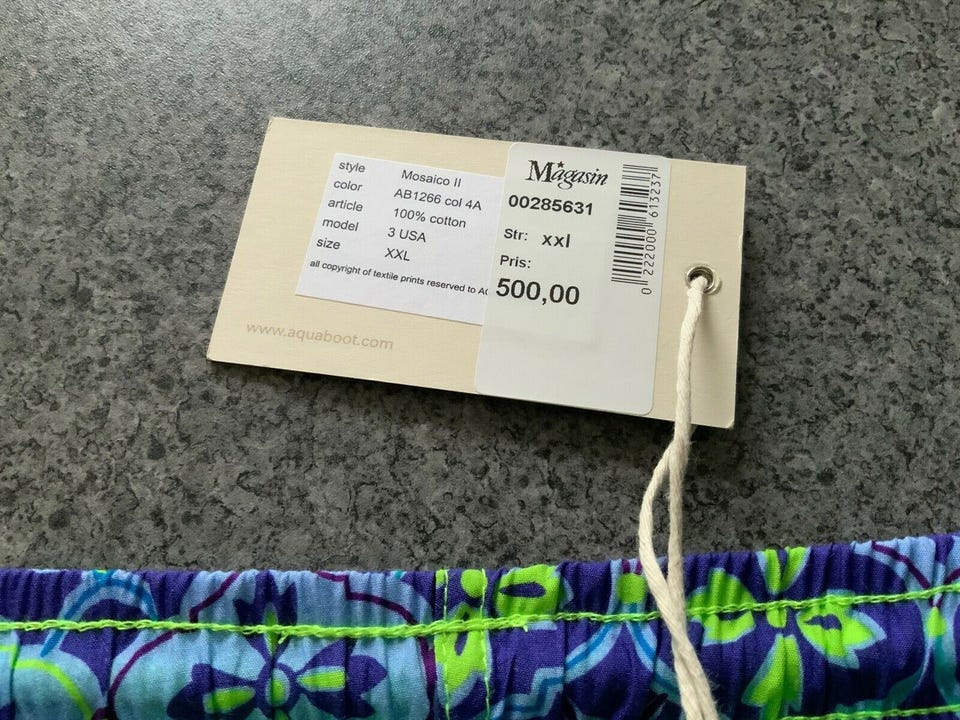 style Mosaico II
color AB1266 col 4A
article 100% cotton
model 3 USA
size XXL
all copyright of textile prints reserved to
www.aquaboot.com
Magasin
00285631
Str: xxl
Pris:
500,00
0 222000 613237